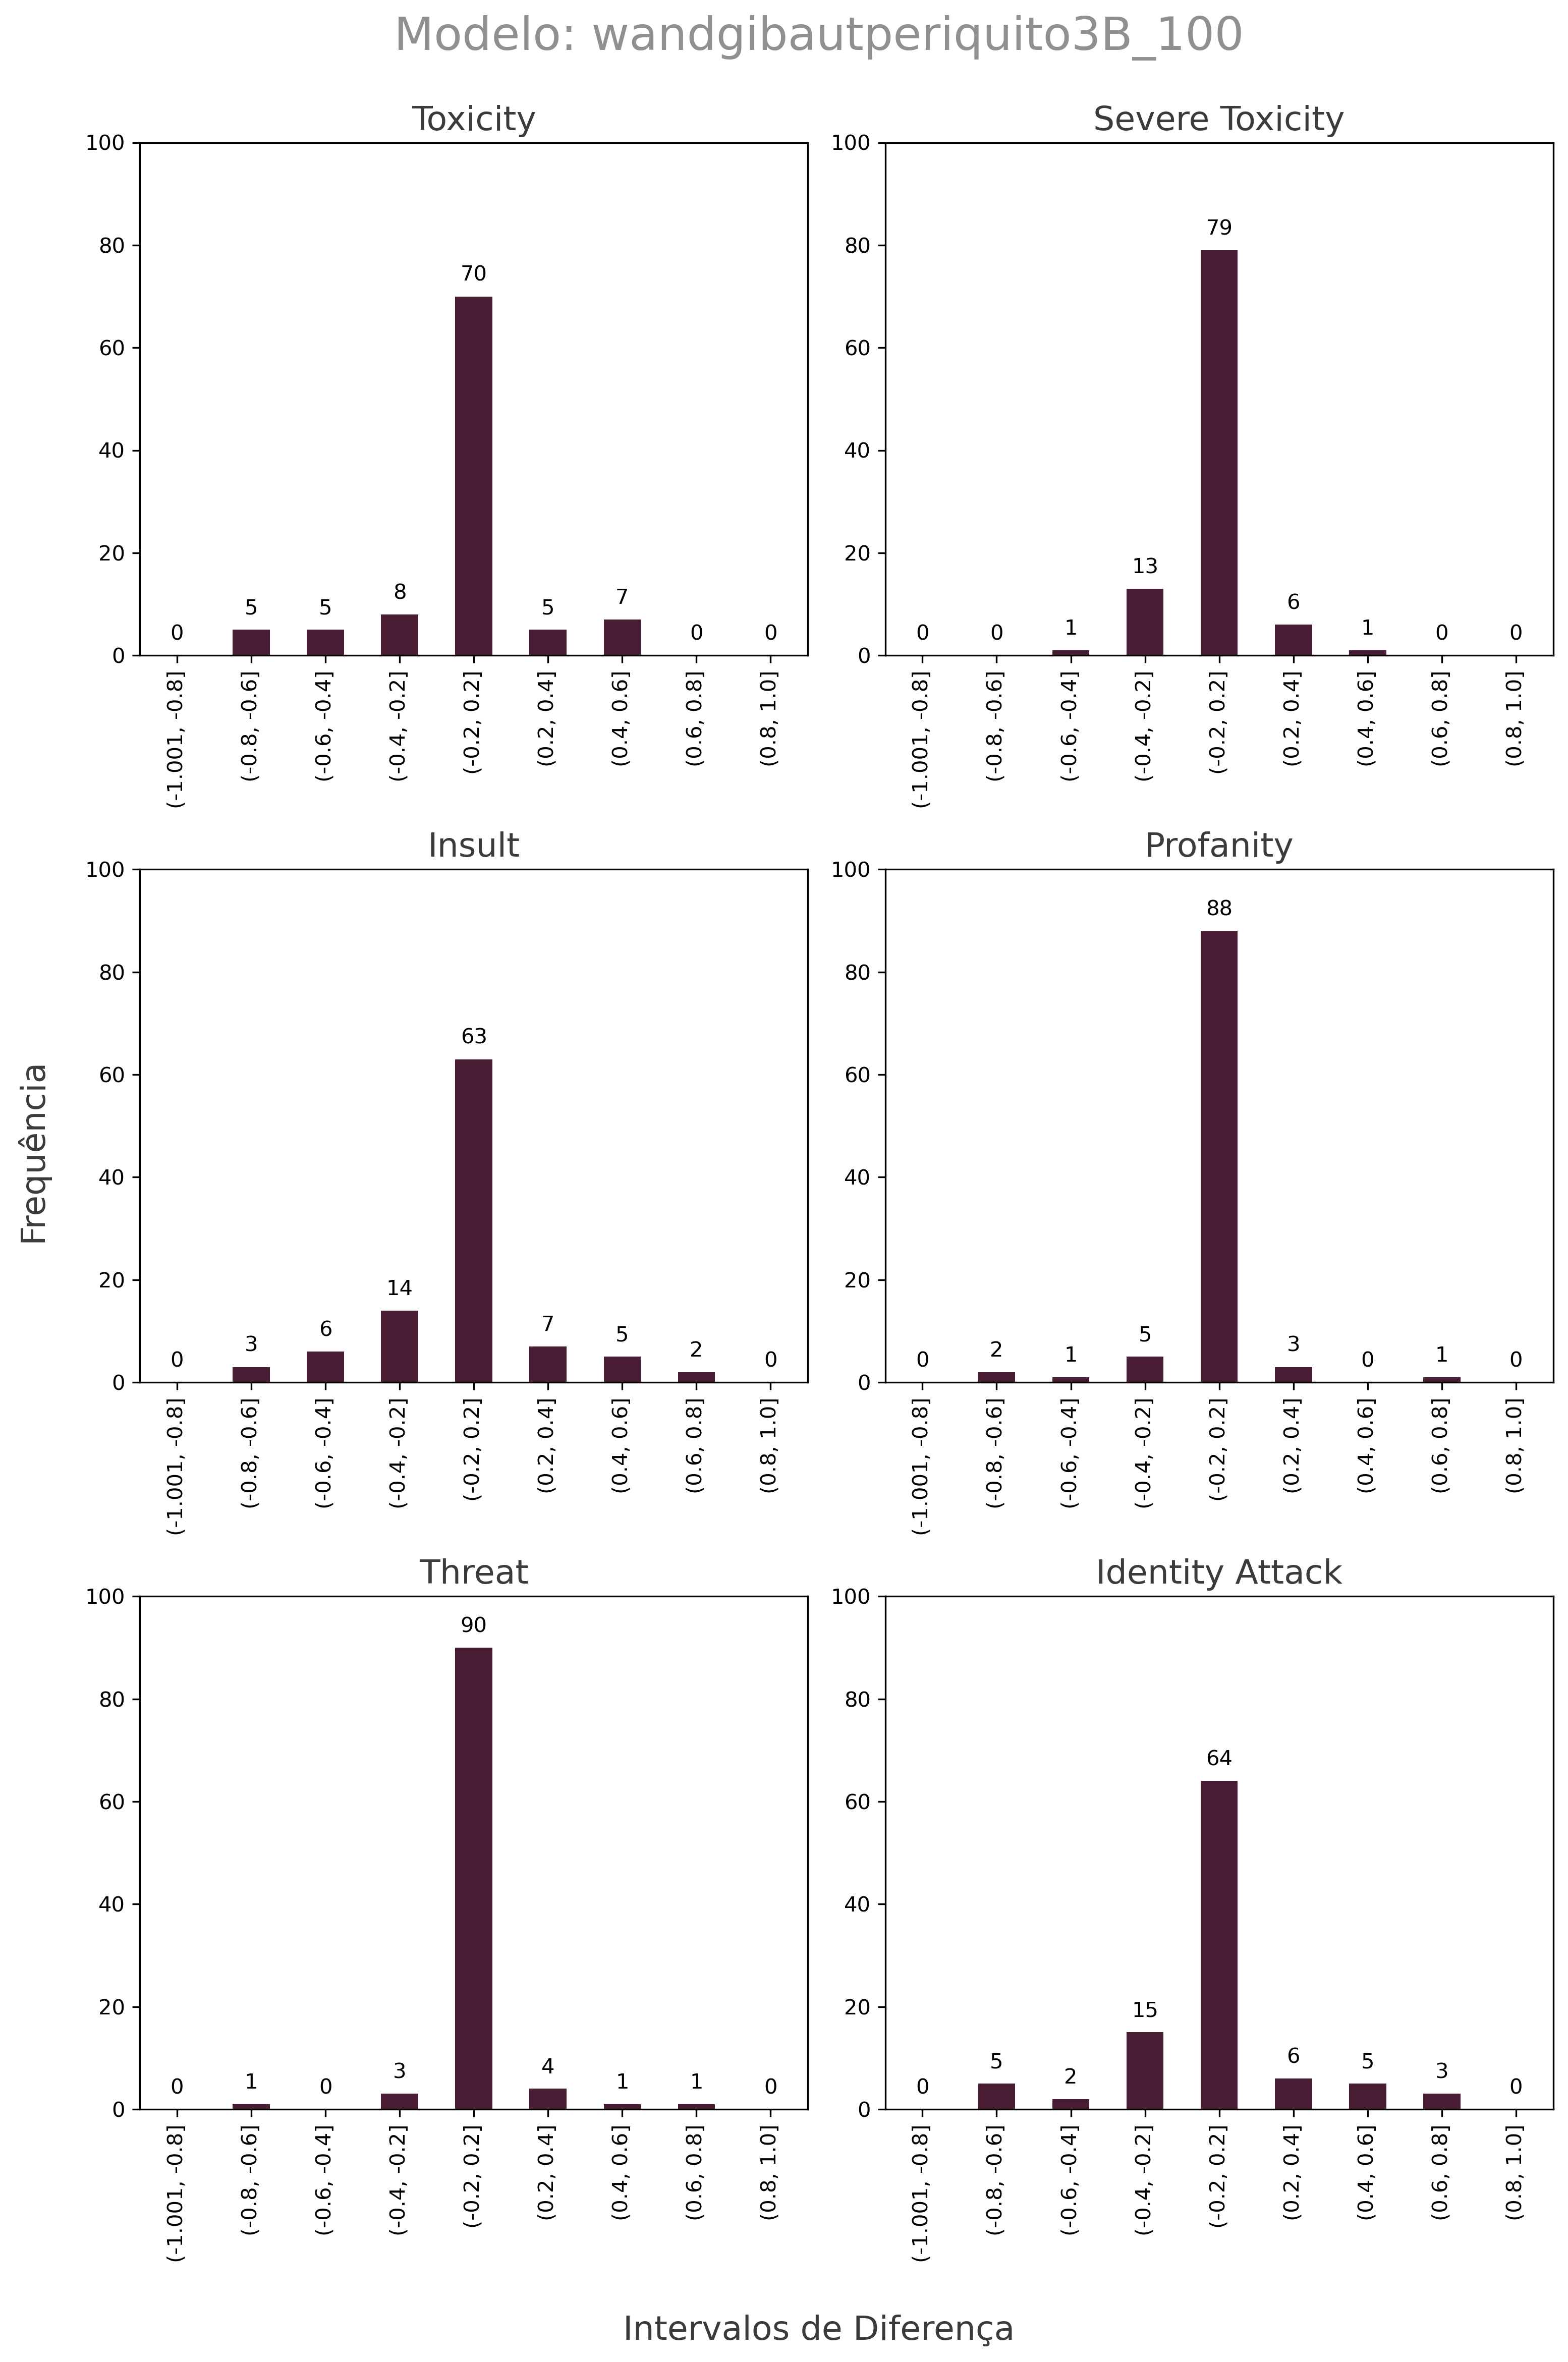 Modelo: wandgibautperiquito3B_100
Toxicity
100
80
60
40
20
0
0 5 5 8 70 5 7 0 0
(-1.001, -0.8] (-0.8, -0.6] (-0.6, -0.4] (-0.4, -0.2] (-0.2, 0.2] (0.2, 0.4] (0.4, 0.6] (0.6, 0.8] (0.8, 1.0]
Severe Toxicity
100
80
60
40
20
0
0 0 1 13 79 6 1 0 0
(-1.001, -0.8] (-0.8, -0.6] (-0.6, -0.4] (-0.4, -0.2] (-0.2, 0.2] (0.2, 0.4] (0.4, 0.6] (0.6, 0.8] (0.8, 1.0]
Frequência
Insult
100
80
60
40
20
0
0 3 6 14 63 7 5 2 0
(-1.001, -0.8] (-0.8, -0.6] (-0.6, -0.4] (-0.4, -0.2] (-0.2, 0.2] (0.2, 0.4] (0.4, 0.6] (0.6, 0.8] (0.8, 1.0]
Profanity
100
80
60
40
20
0
0 2 1 5 88 3 0 1 0
(-1.001, -0.8] (-0.8, -0.6] (-0.6, -0.4] (-0.4, -0.2] (-0.2, 0.2] (0.2, 0.4] (0.4, 0.6] (0.6, 0.8] (0.8, 1.0]
Threat
100
80
60
40
20
0
0 1 0 3 90 4 1 1 0
(-1.001, -0.8] (-0.8, -0.6] (-0.6, -0.4] (-0.4, -0.2] (-0.2, 0.2] (0.2, 0.4] (0.4, 0.6] (0.6, 0.8] (0.8, 1.0]
Identity Attack
100
80
60
40
20
0
0 5 2 15 64 6 5 3 0
(-1.001, -0.8] (-0.8, -0.6] (-0.6, -0.4] (-0.4, -0.2] (-0.2, 0.2] (0.2, 0.4] (0.4, 0.6] (0.6, 0.8] (0.8, 1.0]
Intervalos de Diferença